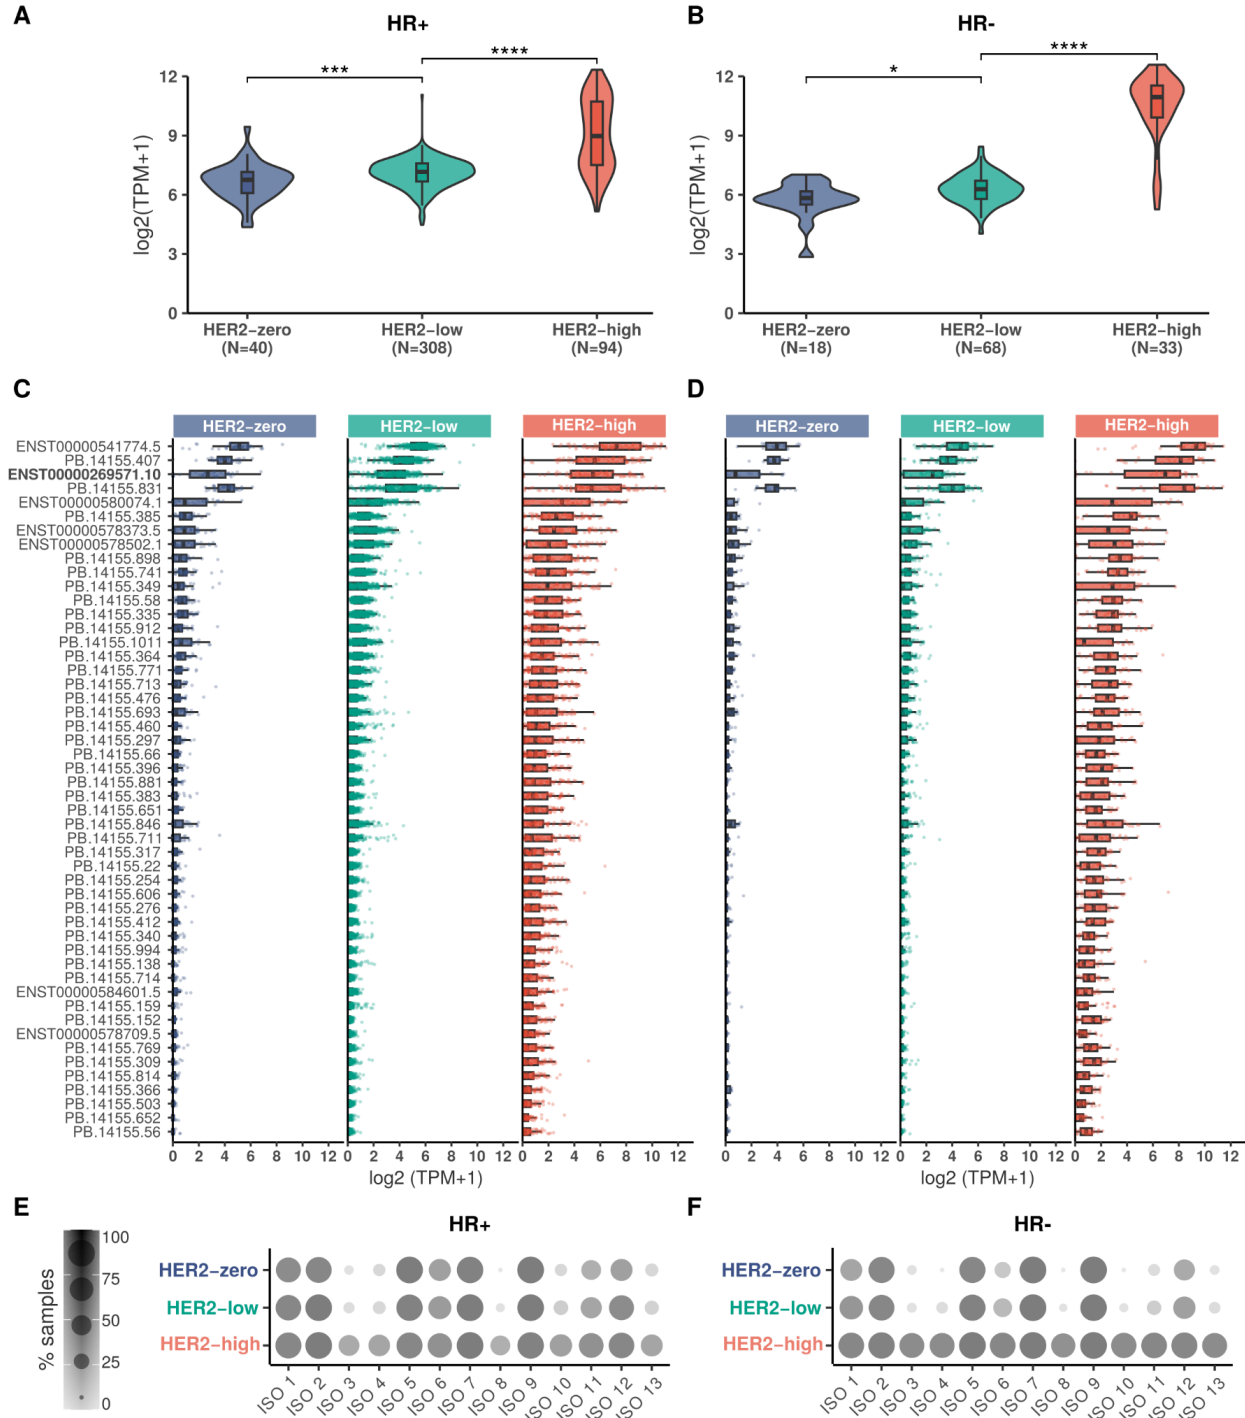 A
HR+
B
HR-
***
****
*
****
log2(TPM+1)
12
9
6
3
0
HER2-zero
(N=40)
HER2-low
(N=308)
HER2-high
(N=94)
log2(TPM+1)
12
9
6
3
0
HER2-zero
(N=18)
HER2-low
(N=68)
HER2-high
(N=33)
C
D
HER2-zero
HER2-low
HER2-high
HER2-zero
HER2-low
HER2-high
ENST00000541774.5
PB.14155.407
ENST00000269571.10
PB.14155.831
ENST00000580074.1
PB.14155.385
ENST00000578373.5
ENST00000578502.1
PB.14155.898
PB.14155.741
PB.14155.349
PB.14155.58
PB.14155.335
PB.14155.912
PB.14155.1011
PB.14155.364
PB.14155.771
PB.14155.713
PB.14155.476
PB.14155.693
PB.14155.460
PB.14155.297
PB.14155.66
PB.14155.396
PB.14155.881
PB.14155.383
PB.14155.651
PB.14155.846
PB.14155.711
PB.14155.317
PB.14155.22
PB.14155.254
PB.14155.606
PB.14155.276
PB.14155.412
PB.14155.340
PB.14155.994
PB.14155.138
PB.14155.714
ENST00000584601.5
PB.14155.159
PB.14155.152
ENST00000578709.5
PB.14155.769
PB.14155.309
PB.14155.814
PB.14155.366
PB.14155.503
PB.14155.652
PB.14155.56
0 2 4 6 8 10 12 0 2 4 6 8 10 12 0 2 4 6 8 10 12
log2 (TPM+1)
0 2 4 6 8 10 12 0 2 4 6 8 10 12 0 2 4 6 8 10 12
log2 (TPM+1)
E
% samples
100
75
50
25
0
HR+
HER2-zero
HER2-low
HER2-high
ISO 1 ISO 2 ISO 3 ISO 4 ISO 5 ISO 6 ISO 7 ISO 8 ISO 9 ISO 10 ISO 11 ISO 12 ISO 13
F
HR-
HER2-zero
HER2-low
HER2-high
ISO 1 ISO 2 ISO 3 ISO 4 ISO 5 ISO 6 ISO 7 ISO 8 ISO 9 ISO 10 ISO 11 ISO 12 ISO 13